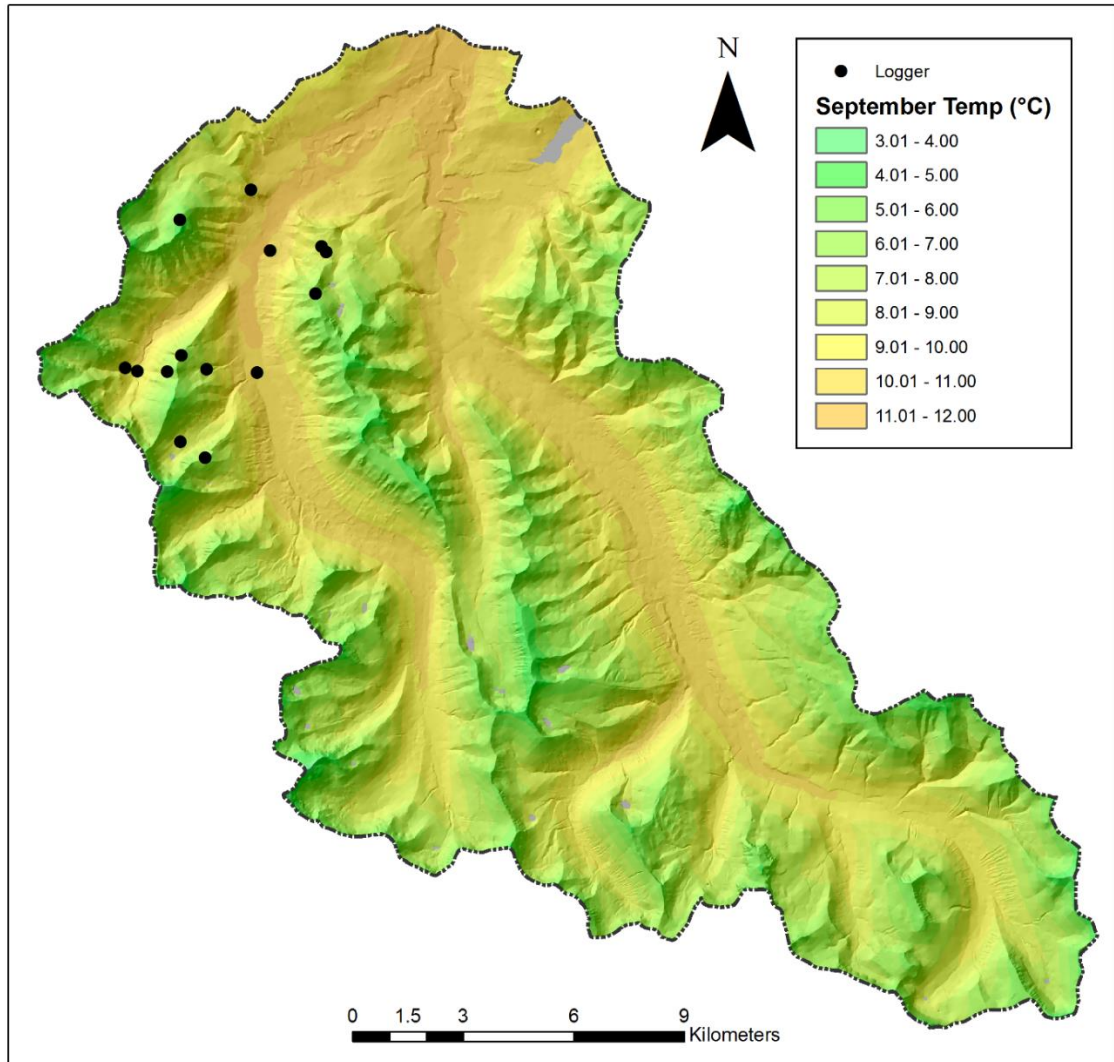 N
Logger
September Temp (°C)
3.01 - 4.00
4.01 - 5.00
5.01 - 6.00
6.01 - 7.00
7.01 - 8.00
8.01 - 9.00
9.01 - 10.00
10.01 - 11.00
11.01 - 12.00
0 1.5 3 6 9
Kilometers